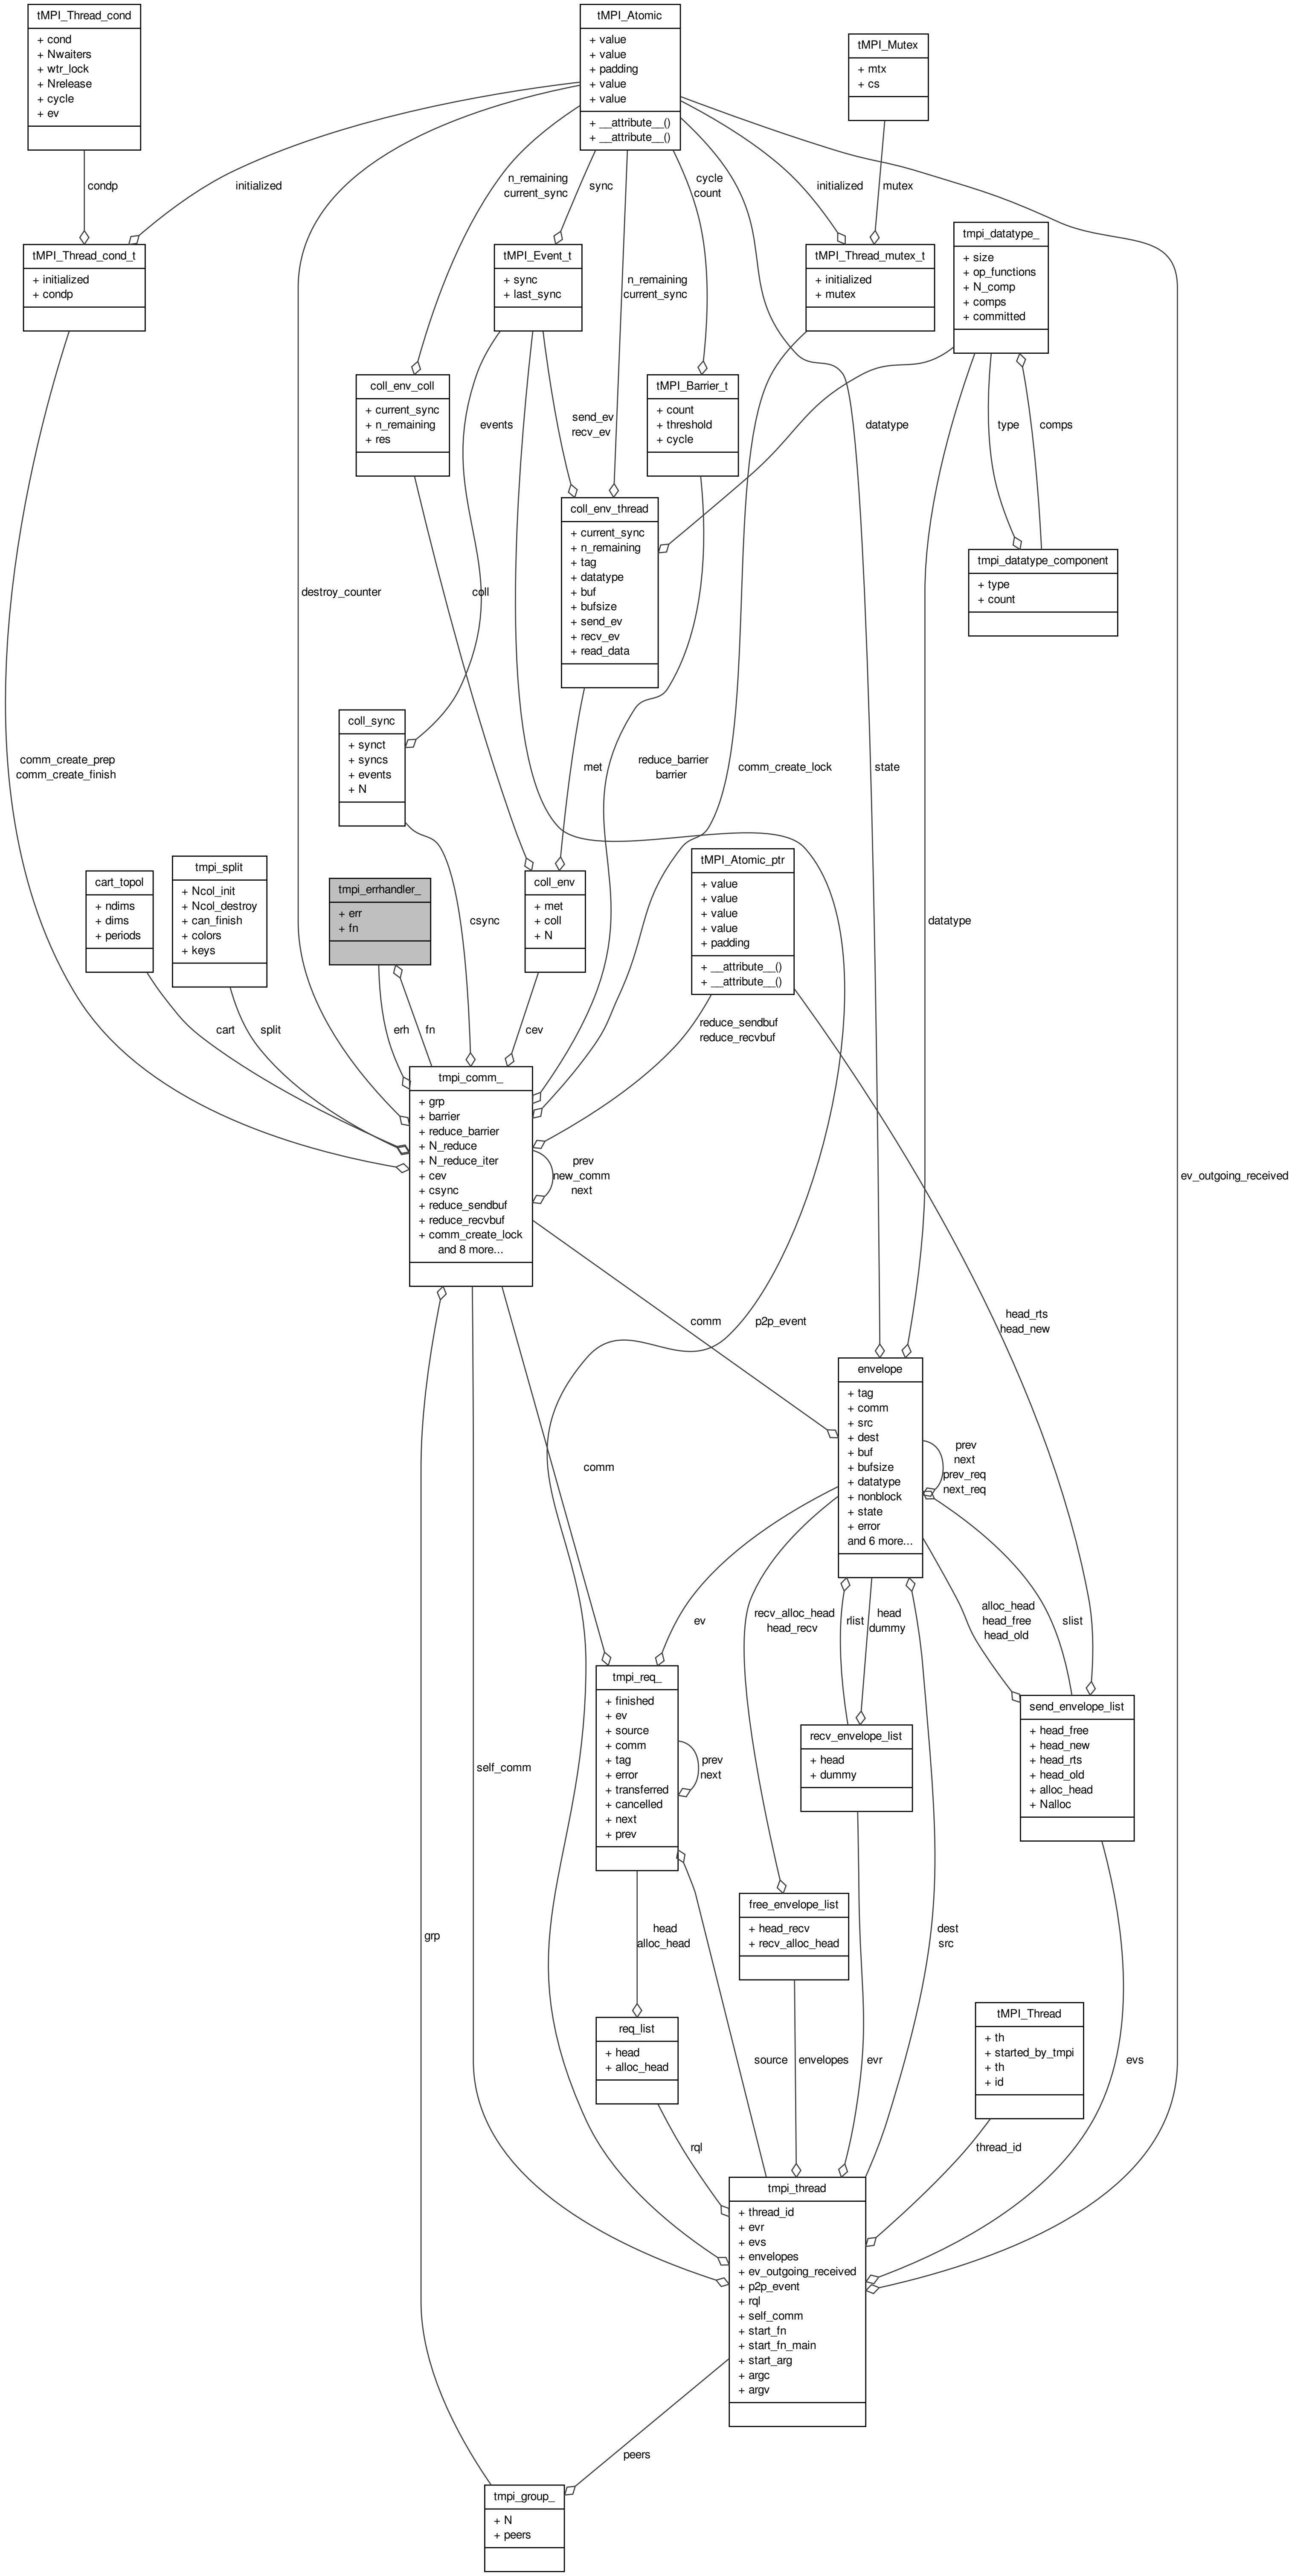 tMPI_Thread_cond
+ cond
+ Nwaiters
+ wtr_lock
+ Nrelease
+ cycle
+ ev
tMPI_Atomic
+ value
+ value
+ padding
+ value
+ value
+ __attribute__()
+ __attribute__()
tMPI_Mutex
+ mtx
+ cs
condp
initialized
n_remaining
current_sync
sync
cycle
count
initialized
mutex
tMPI_Thread_cond_t
+ initialized
+ condp
tMPI_Event_t
+ sync
+ last_sync
n_remaining
current_sync
tMPI_Thread_mutex_t
+ initialized
+ mutex
tmpi_datatype_
+ size
+ op_functions
+ N_comp
+ comps
+ committed
coll_env_coll
+ current_sync
+ n_remaining
+ res
events
send_ev
recv_ev
tMPI_Barrier_t
+ count
+ threshold
+ cycle
datatype
type
comps
coll_env_thread
+ current_sync
+ n_remaining
+ tag
+ datatype
+ buf
+ bufsize
+ send_ev
+ recv_ev
+ read_data
tmpi_datatype_component
+ type
+ count
destroy_counter
coll
coll_sync
+ synct
+ syncs
+ events
+ N
comm_create_prep
comm_create_finish
met
reduce_barrier
barrier
comm_create_lock
state
cart_topol
+ ndims
+ dims
+ periods
tmpi_split
+ Ncol_init
+ Ncol_destroy
+ can_finish
+ colors
+ keys
tmpi_errhandler_
+ err
+ fn
csync
coll_env
+ met
+ coll
+ N
tMPI_Atomic_ptr
+ value
+ value
+ value
+ value
+ padding
+ __attribute__()
+ __attribute__()
datatype
cart
split
erh
fn
cev
reduce_sendbuf
reduce_recvbuf
tmpi_comm_
+ grp
+ barrier
+ reduce_barrier
+ N_reduce
+ N_reduce_iter
+ cev
+ csync
+ reduce_sendbuf
+ reduce_recvbuf
+ comm_create_lock
and 8 more...
prev
new_comm
next
ev_outgoing_received
comm
p2p_event
head_rts
head_new
envelope
+ tag
+ comm
+ src
+ dest
+ buf
+ bufsize
+ datatype
+ nonblock
+ state
+ error
and 6 more...
prev
next
prev_req
next_req
comm
ev
recv_alloc_head
head_recv
rlist
head
dummy
alloc_head
head_free
head_old
slist
tmpi_req_
+ finished
+ ev
+ source
+ comm
+ tag
+ error
+ transferred
+ cancelled
+ next
+ prev
prev
next
recv_envelope_list
+ head
+ dummy
send_envelope_list
+ head_free
+ head_new
+ head_rts
+ head_old
+ alloc_head
+ Nalloc
self_comm
free_envelope_list
+ head_recv
+ recv_alloc_head
grp
head
alloc_head
dest
src
req_list
+ head
+ alloc_head
source
envelopes
evr
tMPI_Thread
+ th
+ started_by_tmpi
+ th
+ id
evs
rql
thread_id
tmpi_thread
+ thread_id
+ evr
+ evs
+ envelopes
+ ev_outgoing_received
+ p2p_event
+ rql
+ self_comm
+ start_fn
+ start_fn_main
+ start_arg
+ argc
+ argv
peers
tmpi_group_
+ N
+ peers